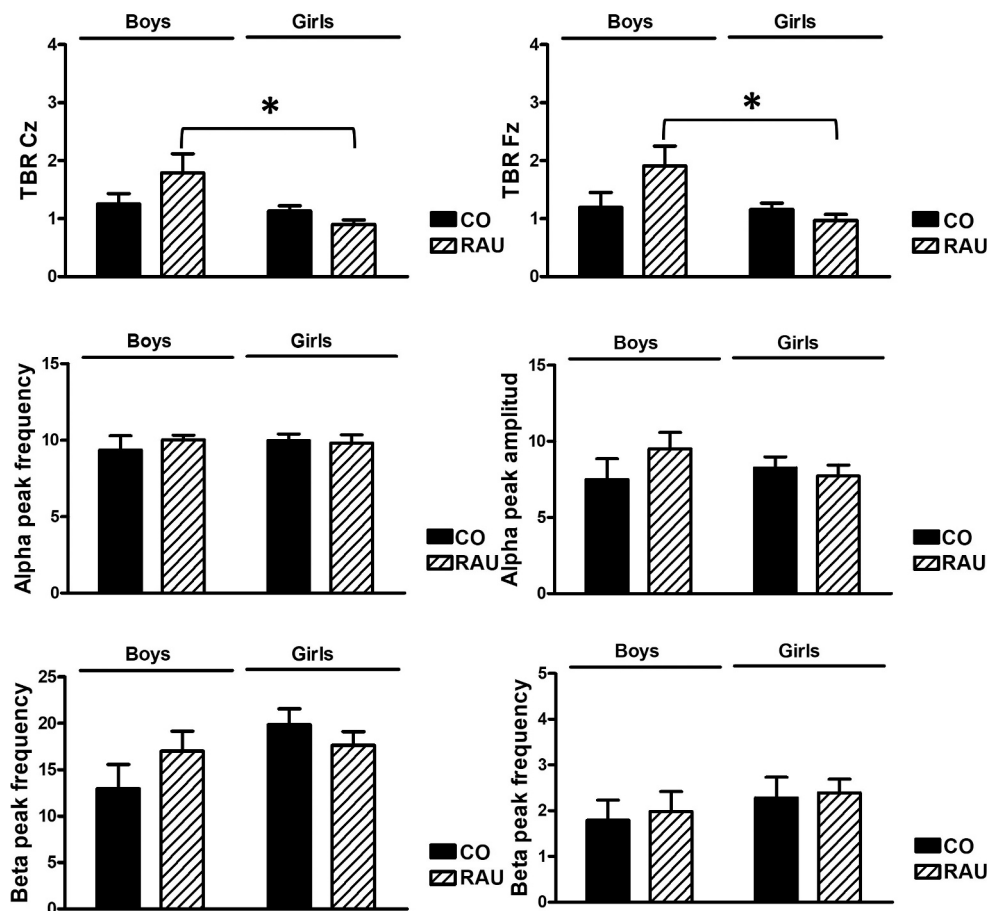 Boys Girls
4
3
2
1
0
TBR Cz
*
CO
RAU
Boys Girls
4
3
2
1
0
TBR Fz
*
CO
RAU
Boys Girls
15
10
5
0
Alpha peak frequency
CO
RAU
Boys Girls
15
10
5
0
Alpha peak amplitud
CO
RAU
Boys Girls
25
20
15
10
5
0
Beta peak frequency
CO
RAU
Boys Girls
5
4
3
2
1
0
Beta peak frequency
CO
RAU